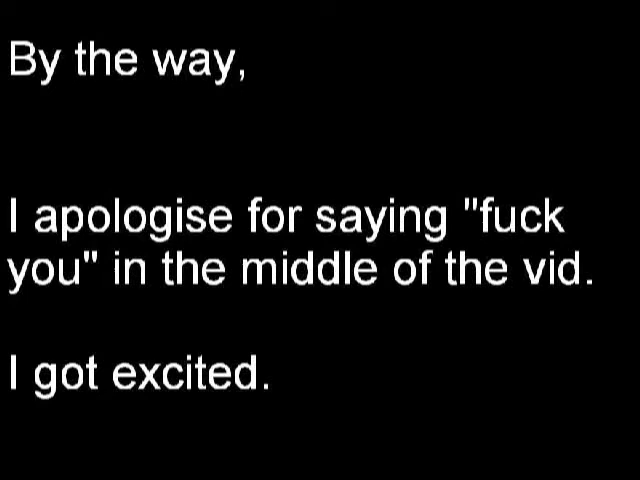 By the way,
I apologise for saying "fuck
you" in the middle of the vid.
I got excited.